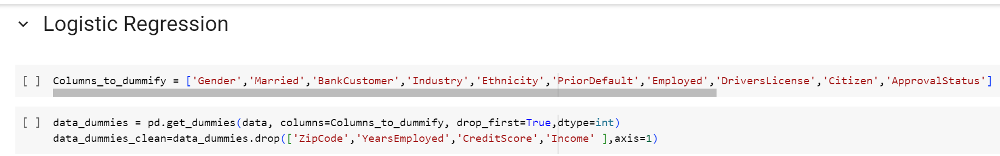 Logistic Regression
[ ] Columns_to_dummify = ['Gender','Married','BankCustomer','Industry','Ethnicity','PriorDefault','Employed','DriversLicense','Citizen','ApprovalStatus']
[ ] data_dummies = pd.get_dummies(data, columns=Columns_to_dummify, drop_first=True,dtype=int)
data_dummies_clean=data_dummies.drop(['ZipCode','YearsEmployed','CreditScore','Income' ],axis=1)